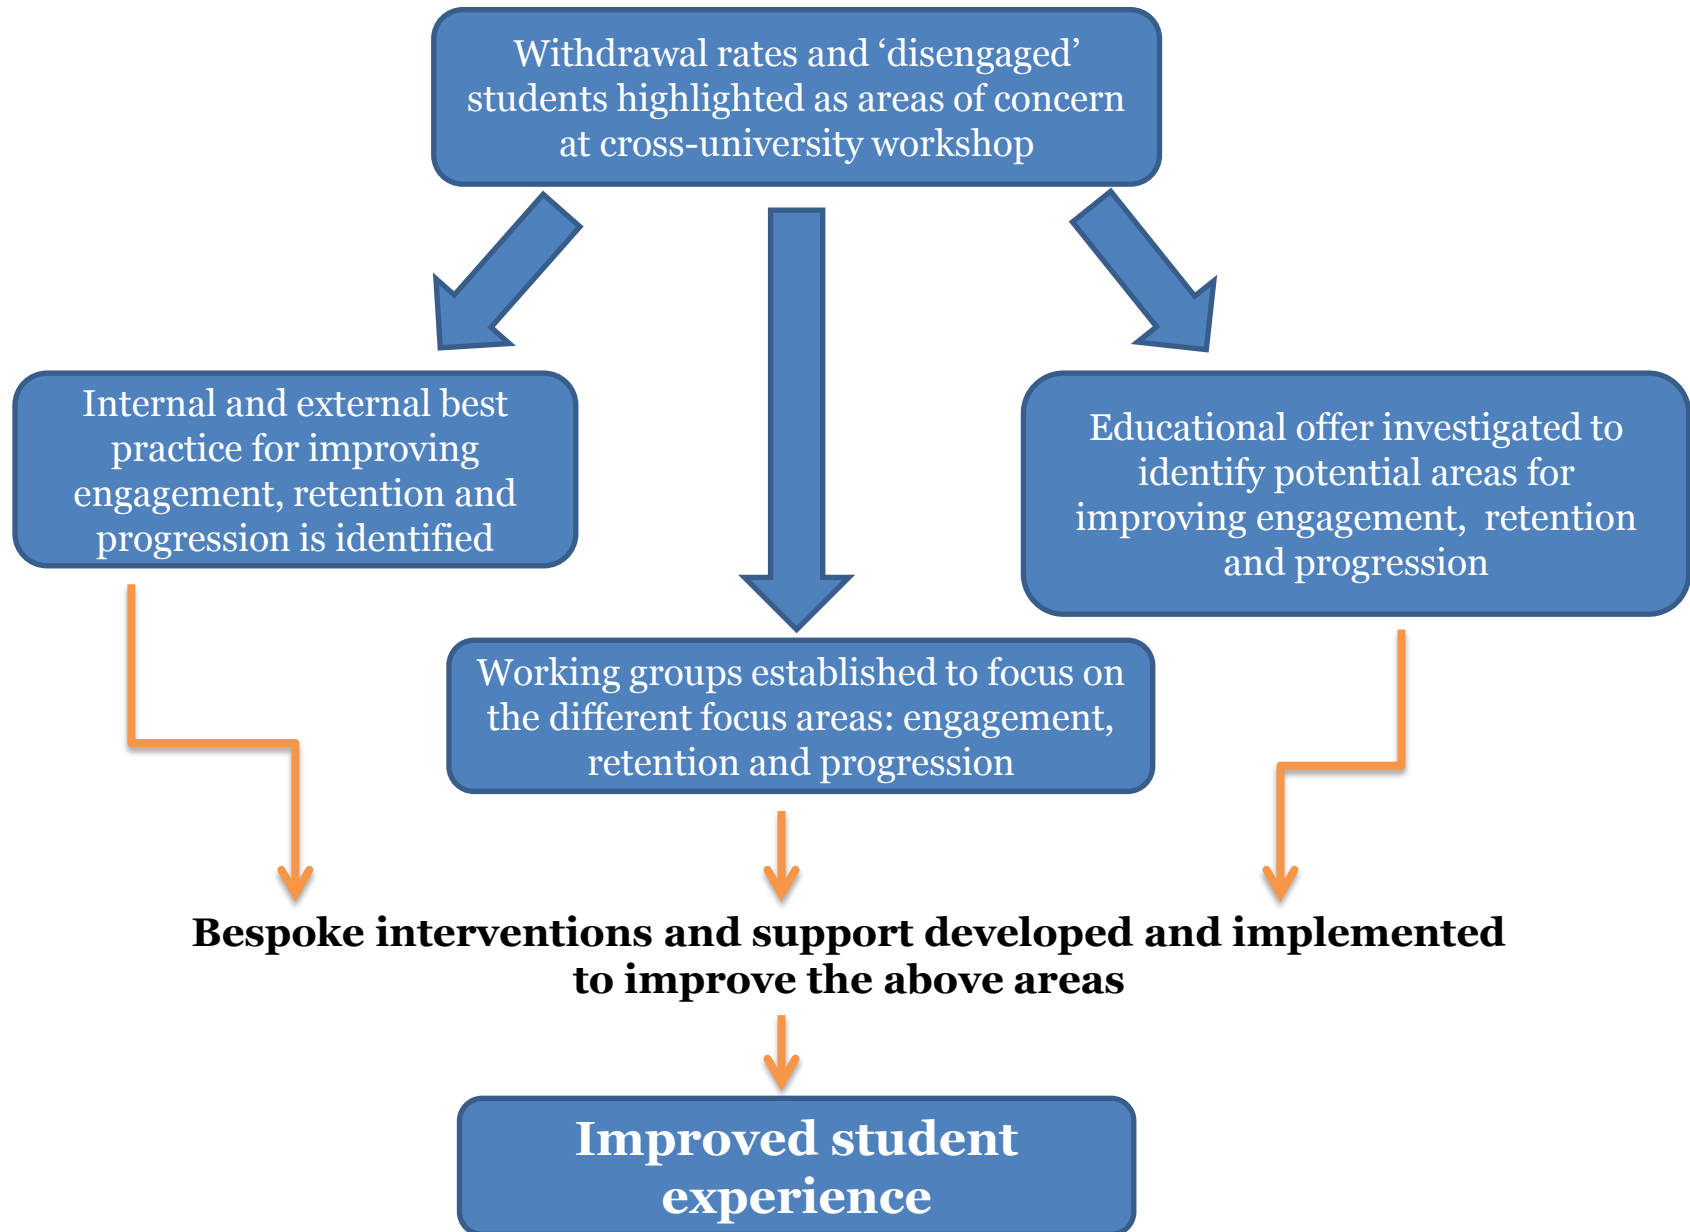 Withdrawal rates and ‘disengaged’
students highlighted as areas of concern
at cross-university workshop
Internal and external best
practice for improving
engagement, retention and
progression is identified
Educational offer investigated to
identify potential areas for
improving engagement,  retention
and progression
Working groups established to focus on
the different focus areas: engagement,
retention and progression
Bespoke interventions and support developed and implemented
to improve the above areas
Improved student
experience